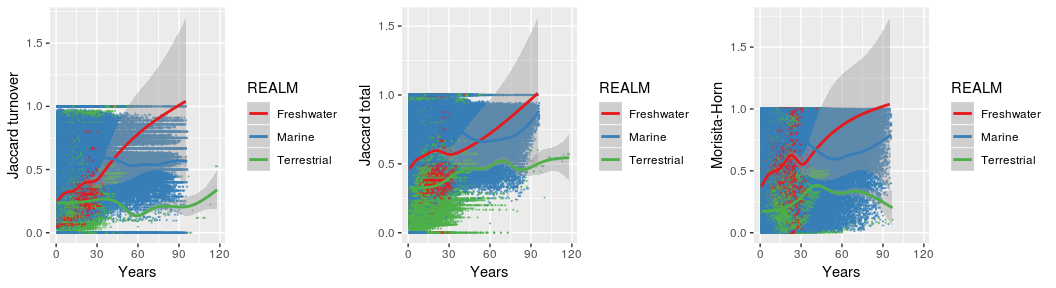 Jaccard turnover
1.5
1.0
0.5
0.0
0 30 60 90 120
Years
REALM
Freshwater
Marine
Terrestrial
Jaccard total
1.5
1.0
0.5
0.0
0 30 60 90 120
Years
REALM
Freshwater
Marine
Terrestrial
Morisita-Horn
1.5
1.0
0.5
0.0
0 30 60 90 120
Years
REALM
Freshwater
Marine
Terrestrial